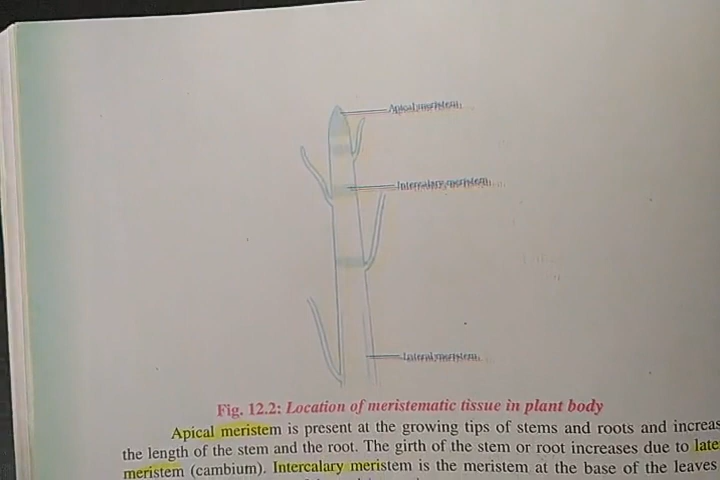 Apical meristem
Intercalary meristem
Lateral meristem
Fig. 12.2: Location of meristematic tissue in plant body
Apical meristem is present at the growing tips of stems and roots and increas
the length of the stem and the root. The girth of the stem or root increases due to late
meristem (cambium). Intercalary meristem is the meristem at the base of the leaves